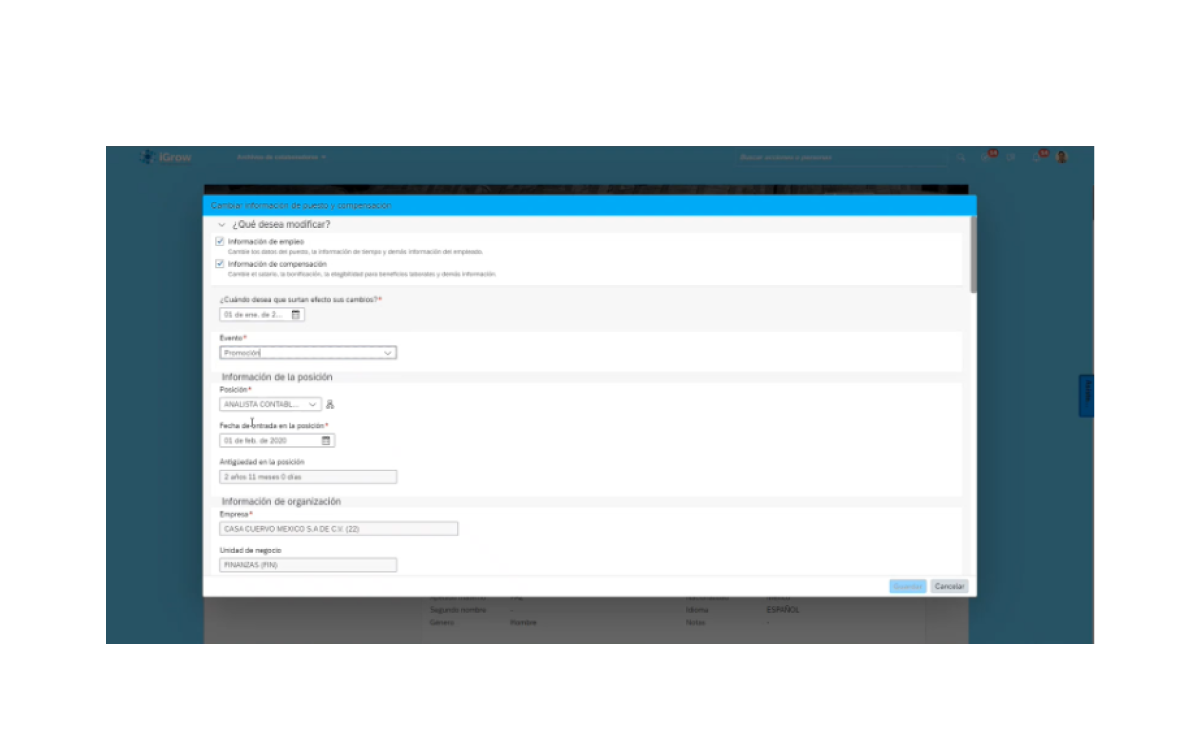 iGrow
Archivos de colaboradores
Buscar acciones o personas
Cambiar información de puesto y compensación
¿Qué desea modificar?
Información de empleo
Cambie los datos del puesto, la información de tiempo y demás información del empleado.
Información de compensación
Cambie el salario, la bonificación, la elegibilidad para beneficios laborales y demás información
¿Cuándo desea que surtan efecto sus cambios?*
01 de ene. de 2...
Evento*
Promoción
Información de la posición
Posición*
ANALISTA CONTABL...
Fecha de entrada en la posición*
01 de feb. de 2020
Antigüedad en la posición
2 años 11 meses 0 días
Información de organización
Empresa*
CASA CUERVO MEXICO S.A DE C.V. (22)
Unidad de negocio
FINANZAS (FIN)
Guardar Cancelar
Segundo nombre - Idioma ESPAÑOL
Género Hombre Notas -